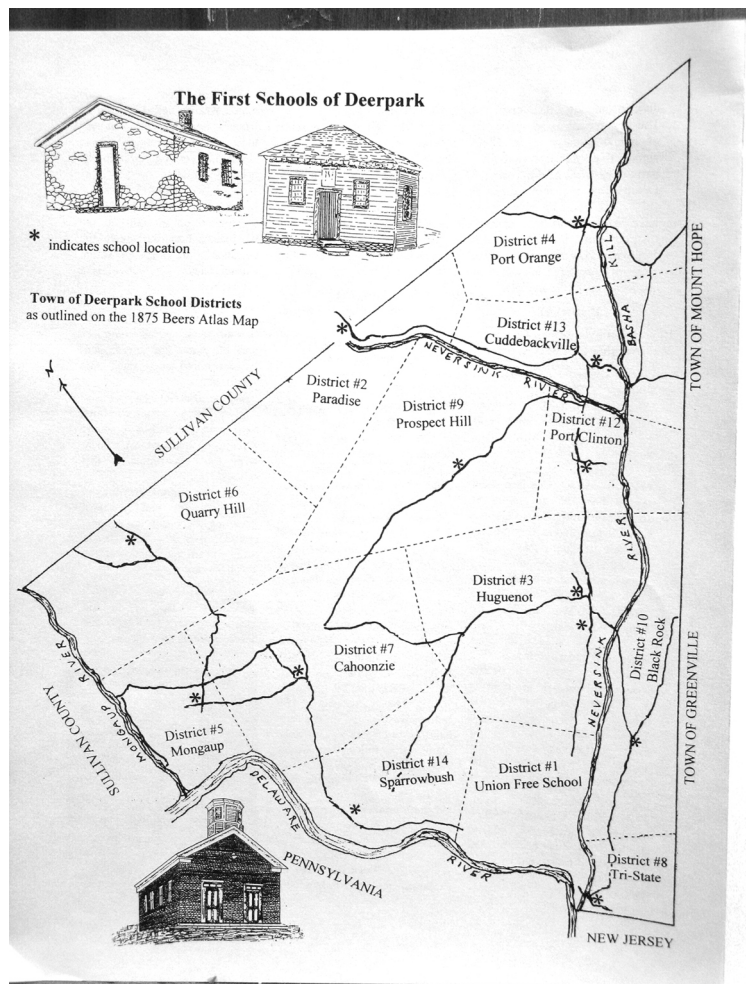 The First Schools of Deerpark
* indicates school location
Town of Deerpark School Districts
as outlined on the 1875 Beers Atlas Map
N
SULLIVAN COUNTY
District #4
Port Orange
KILL
BASHA
TOWN OF MOUNT HOPE
District #13
Cuddebackville
NEVERSINK RIVER
District #2
Paradise
District #9
Prospect Hill
District #12
Port Clinton
District #6
Quarry Hill
RIVER
District #3
Huguenot
District #7
Cahoonzie
District #10
Black Rock
NEVERSINK
TOWN OF GREENVILLE
MONGAUP RIVER
SULLIVAN COUNTY
District #5
Mongaup
District #14
Sparrowbush
District #1
Union Free School
DELAWARE
RIVER
PENNSYLVANIA
District #8
Tri-State
NEW JERSEY